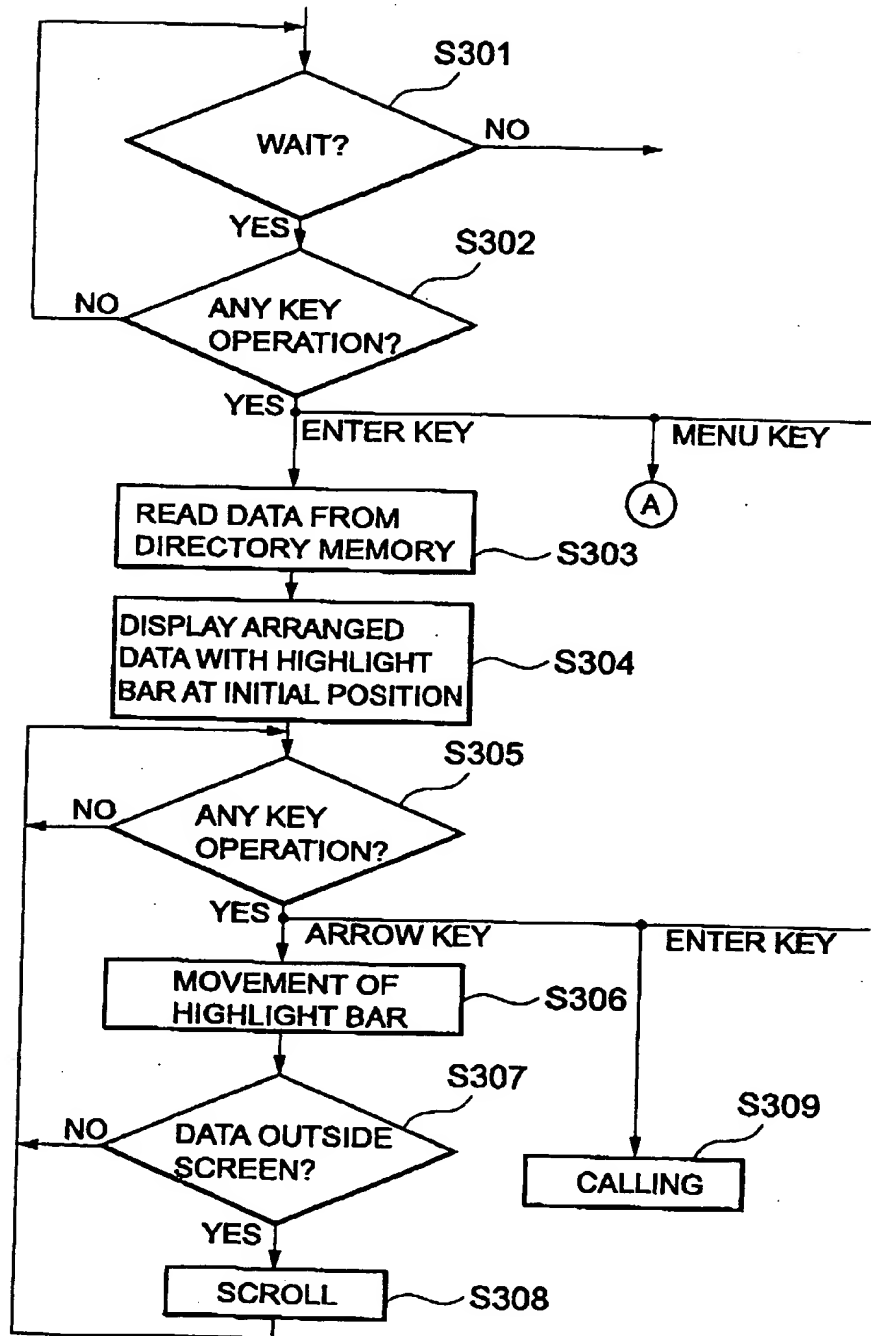 S301
WAIT?
NO
YES
S302
NO
ANY KEY
OPERATION?
YES
ENTER KEY
MENU KEY
A
READ DATA FROM
DIRECTORY MEMORY
S303
DISPLAY ARRANGED
DATA WITH HIGHLIGHT
BAR AT INITIAL POSITION
S304
S305
NO
ANY KEY
OPERATION?
YES
ARROW KEY
ENTER KEY
MOVEMENT OF
HIGHLIGHT BAR
S306
S307
NO
DATA OUTSIDE
SCREEN?
S309
CALLING
YES
SCROLL
S308